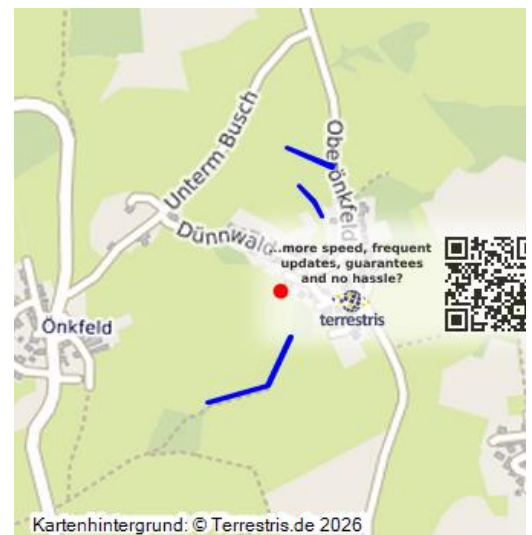 Unterm Busch
Oberönkfeld
Dünnwald
...more speed, frequent
updates, guarantees
and no hassle?
terrestris
Önkfeld
Kartenhintergrund: © Terrestris.de 2026